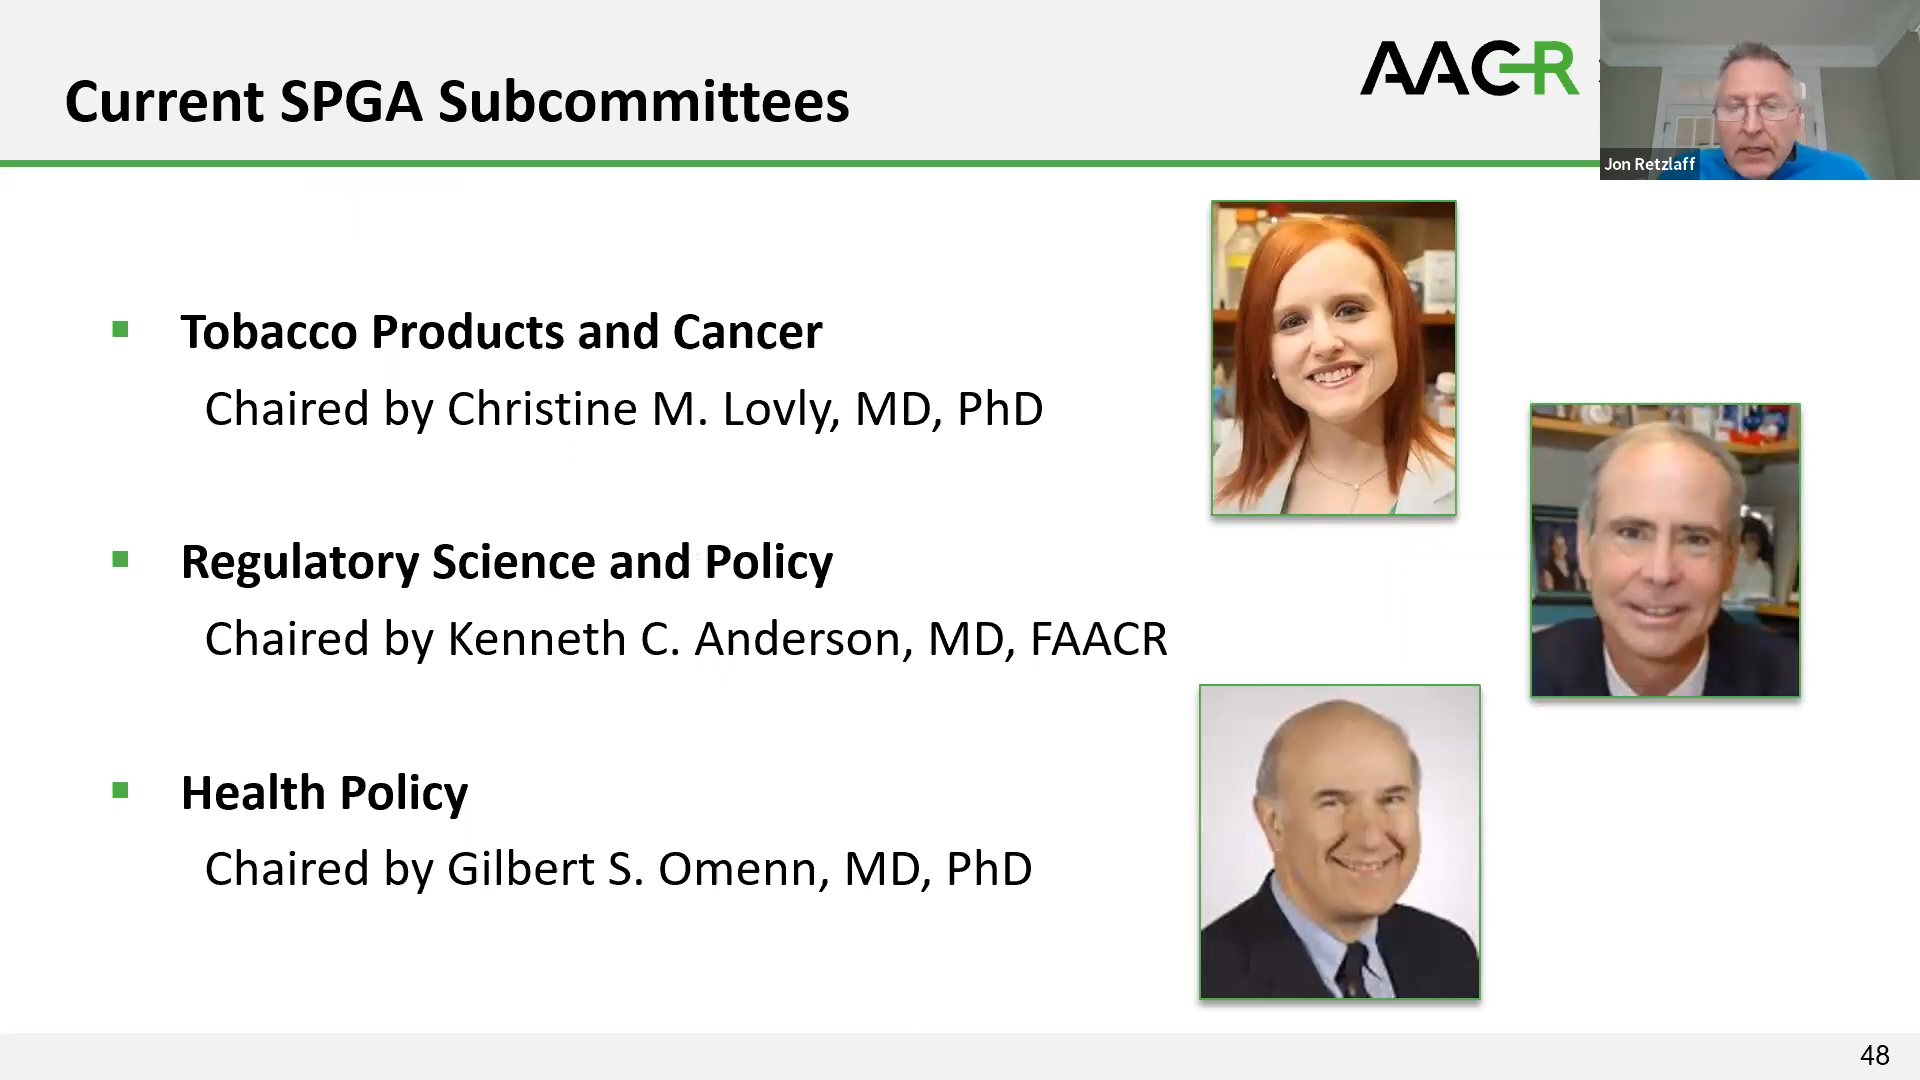 Current SPGA Subcommittees
AACR
Jon Retzlaff
Tobacco Products and Cancer
Chaired by Christine M. Lovly, MD, PhD
Regulatory Science and Policy
Chaired by Kenneth C. Anderson, MD, FAACR
Health Policy
Chaired by Gilbert S. Omenn, MD, PhD
48